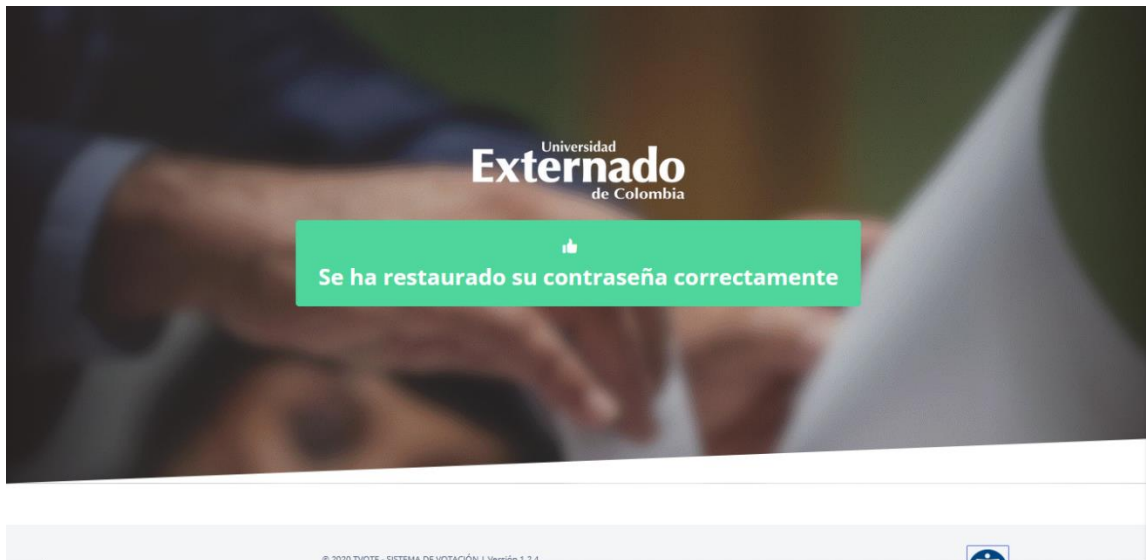 Universidad
Externado
de Colombia
Se ha restaurado su contraseña correctamente
© 2020 TVOTE - SISTEMA DE VOTACIÓN | Versión 1.2.4